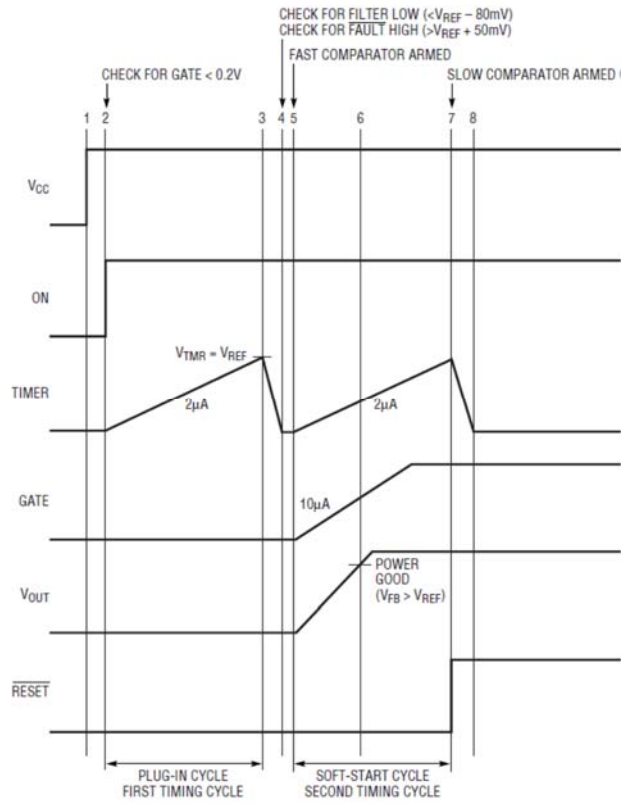 CHECK FOR FILTER LOW (<VREF – 80mV)
CHECK FOR FAULT HIGH (>VREF + 50mV)
FAST COMPARATOR ARMED
CHECK FOR GATE < 0.2V
SLOW COMPARATOR ARMED
1 2 3 4 5 6 7 8
VCC
ON
VTMR = VREF
TIMER
2μA
2μA
GATE
10μA
POWER
GOOD
(VFB > VREF)
VOUT
RESET
PLUG-IN CYCLE
FIRST TIMING CYCLE
SOFT-START CYCLE
SECOND TIMING CYCLE